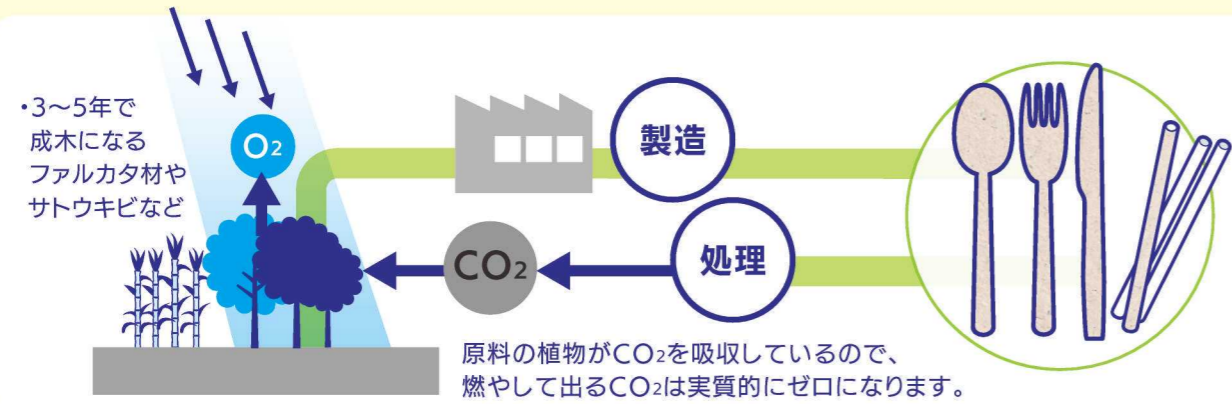 ・3〜5年で
成木になる
ファルカタ材や
サトウキビなど
O2
製造
CO2
処理
原料の植物がCO2を吸収しているので、
燃やして出るCO2は実質的にゼロになります。